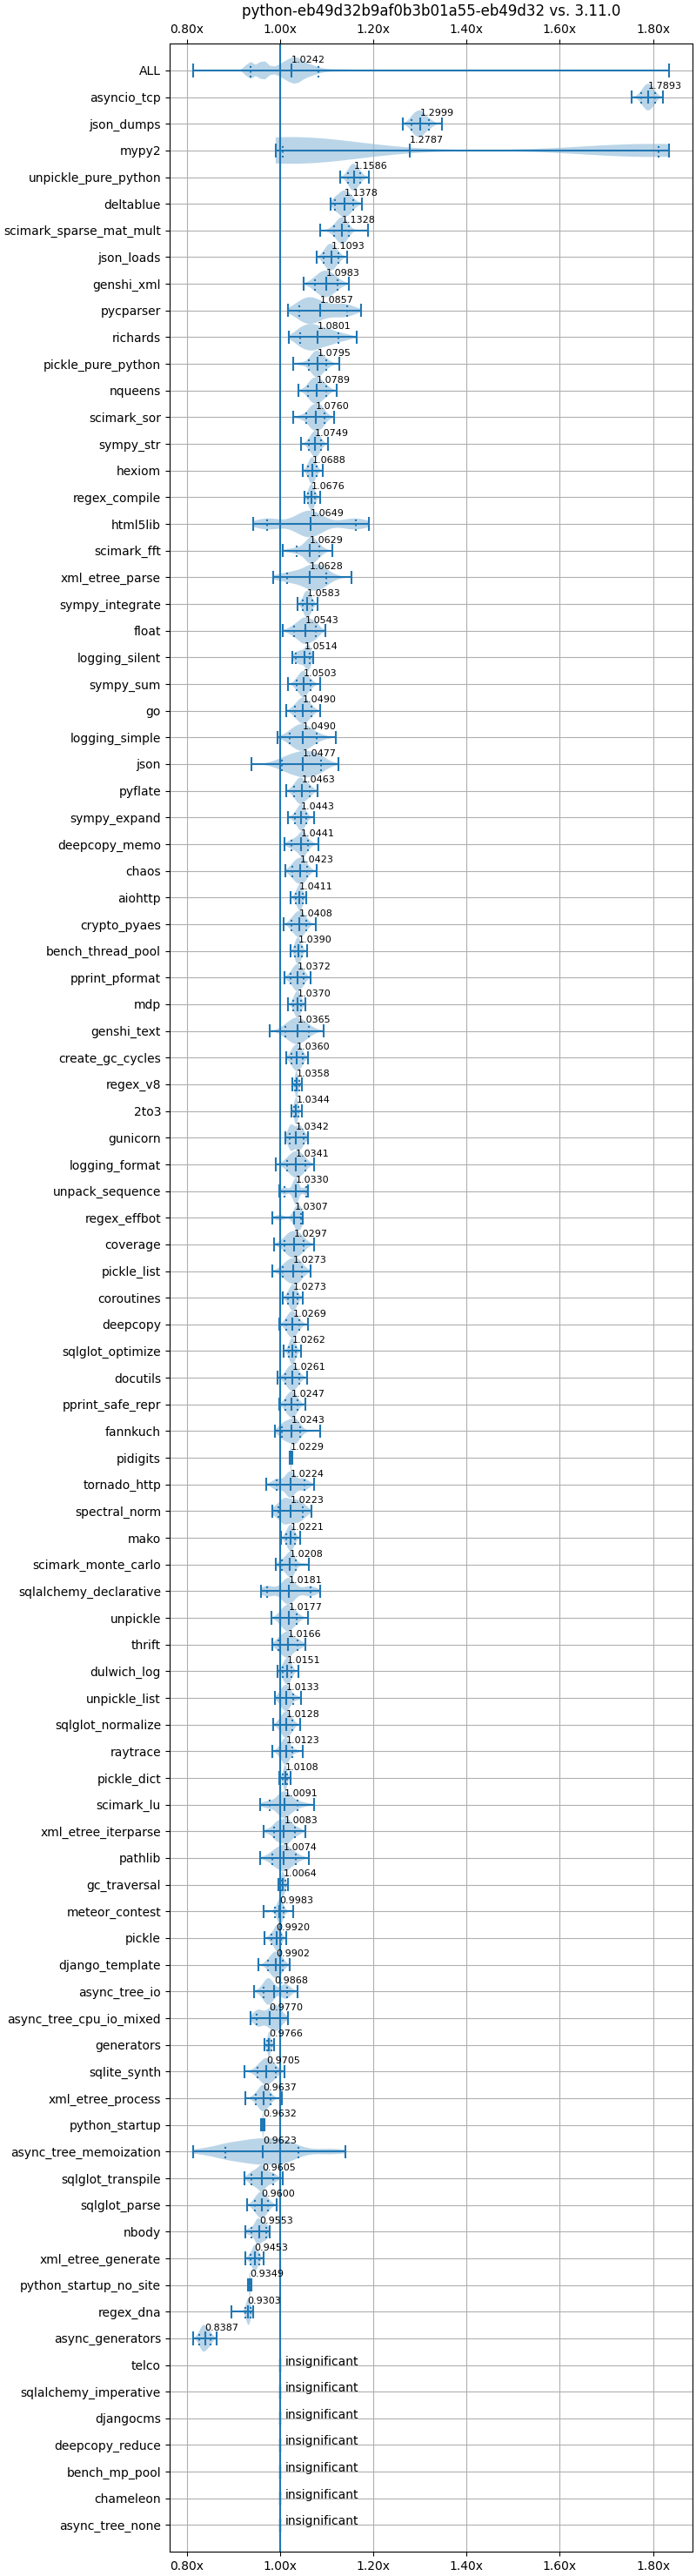 python-eb49d32b9af0b3b01a55-eb49d32 vs. 3.11.0
0.80x 1.00x 1.20x 1.40x 1.60x 1.80x
ALL 1.0242
asyncio_tcp 1.7893
json_dumps 1.2999
mypy2 1.2787
unpickle_pure_python 1.1586
deltablue 1.1378
scimark_sparse_mat_mult 1.1328
json_loads 1.1093
genshi_xml 1.0983
pycparser 1.0857
richards 1.0801
pickle_pure_python 1.0795
nqueens 1.0789
scimark_sor 1.0760
sympy_str 1.0749
hexiom 1.0688
regex_compile 1.0676
html5lib 1.0649
scimark_fft 1.0629
xml_etree_parse 1.0628
sympy_integrate 1.0583
float 1.0543
logging_silent 1.0514
sympy_sum 1.0503
go 1.0490
logging_simple 1.0490
json 1.0477
pyflate 1.0463
sympy_expand 1.0443
deepcopy_memo 1.0441
chaos 1.0423
aiohttp 1.0411
crypto_pyaes 1.0408
bench_thread_pool 1.0390
pprint_pformat 1.0372
mdp 1.0370
genshi_text 1.0365
create_gc_cycles 1.0360
regex_v8 1.0358
2to3 1.0344
gunicorn 1.0342
logging_format 1.0341
unpack_sequence 1.0330
regex_effbot 1.0307
coverage 1.0297
pickle_list 1.0273
coroutines 1.0273
deepcopy 1.0269
sqlglot_optimize 1.0262
docutils 1.0261
pprint_safe_repr 1.0247
fannkuch 1.0243
pidigits 1.0229
tornado_http 1.0224
spectral_norm 1.0223
mako 1.0221
scimark_monte_carlo 1.0208
sqlalchemy_declarative 1.0181
unpickle 1.0177
thrift 1.0166
dulwich_log 1.0151
unpickle_list 1.0133
sqlglot_normalize 1.0128
raytrace 1.0123
pickle_dict 1.0108
scimark_lu 1.0091
xml_etree_iterparse 1.0083
pathlib 1.0074
gc_traversal 1.0064
meteor_contest 0.9983
pickle 0.9920
django_template 0.9902
async_tree_io 0.9868
async_tree_cpu_io_mixed 0.9770
generators 0.9766
sqlite_synth 0.9705
xml_etree_process 0.9637
python_startup 0.9632
async_tree_memoization 0.9623
sqlglot_transpile 0.9605
sqlglot_parse 0.9600
nbody 0.9553
xml_etree_generate 0.9453
python_startup_no_site 0.9349
regex_dna 0.9303
async_generators 0.8387
telco insignificant
sqlalchemy_imperative insignificant
djangocms insignificant
deepcopy_reduce insignificant
bench_mp_pool insignificant
chameleon insignificant
async_tree_none insignificant
0.80x 1.00x 1.20x 1.40x 1.60x 1.80x